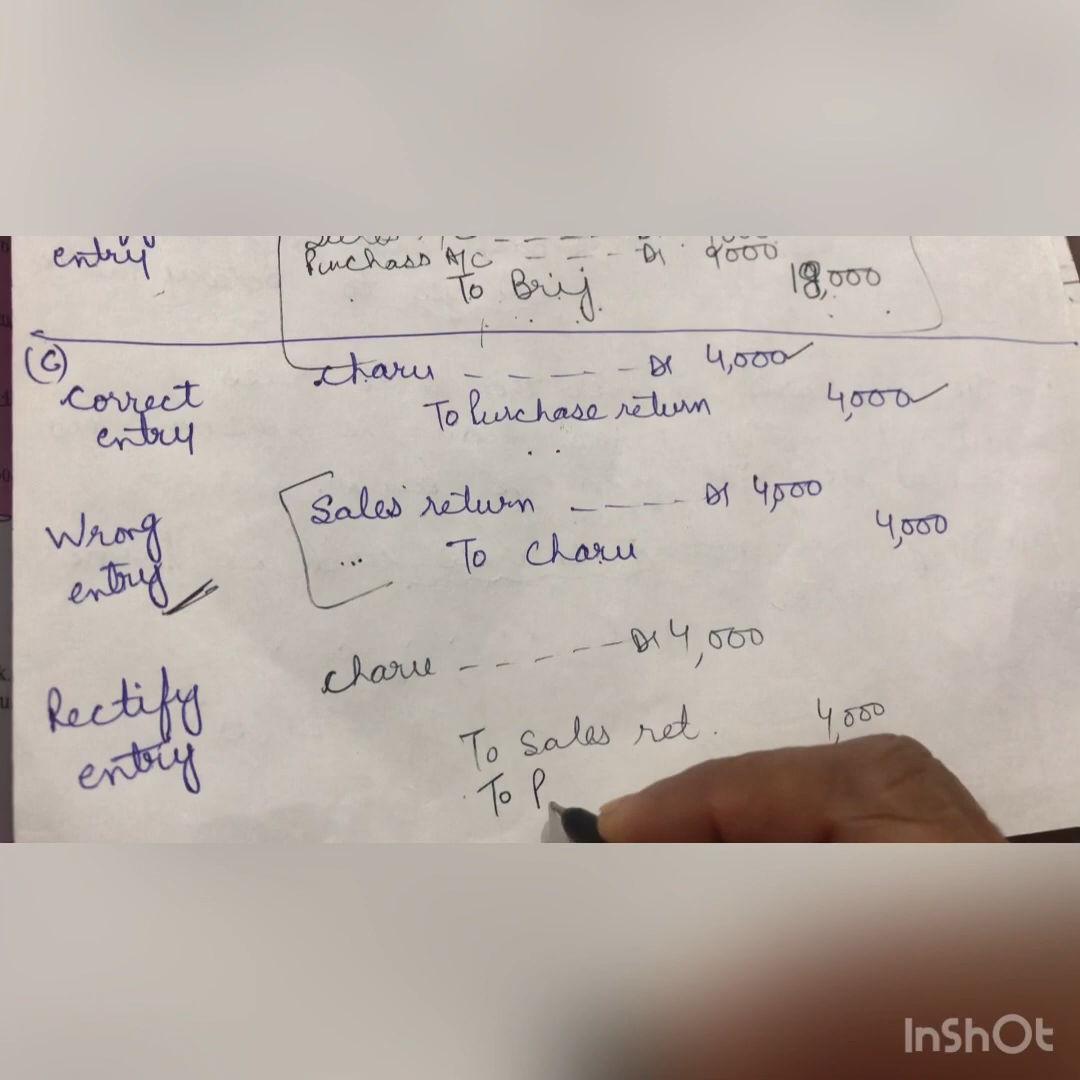 entry
Purchass A/C - - - - Dr 9000
To Brij 18,000
(C)
Correct entry
charu - - - - - - Dr 4,000
To Purchase return 4,000
Wrong entry
Sales return - - - - Dr 4,000
... To Charu 4,000
Rectify entry
charu - - - - - - Dr 4,000
To Sales ret. 4,000
To P
InShOt